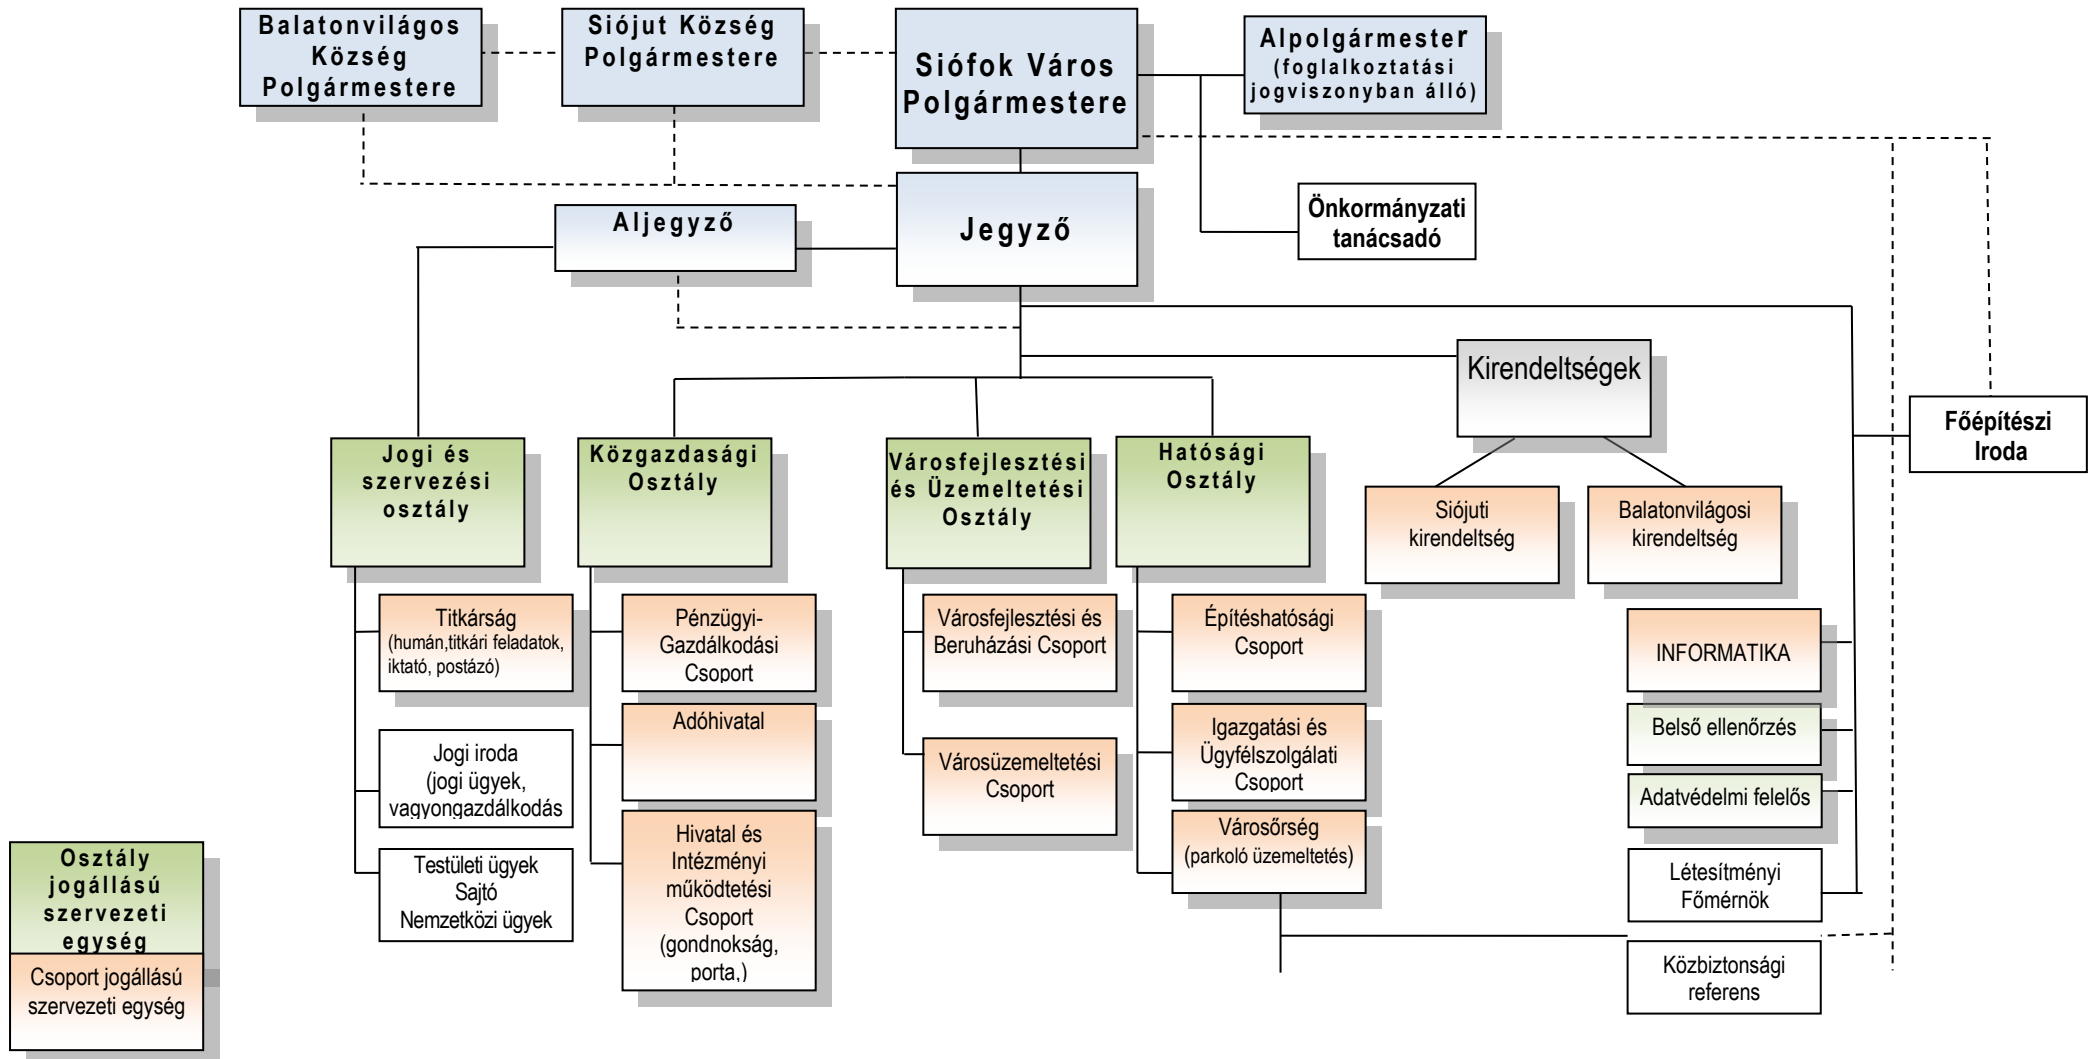 Balatonvilágos
Község
Polgármestere
Siójut Község
Polgármestere
Siófok Város
Polgármestere
Alpolgármester
(foglalkoztatási
jogviszonyban álló)
Önkormányzati
tanácsadó
Aljegyző
Jegyző
Kirendeltségek
Főépítészi
Iroda
Jogi és
szervezési
osztály
Közgazdasági
Osztály
Városfejlesztési
és Üzemeltetési
Osztály
Hatósági
Osztály
Siójuti
kirendeltség
Balatonvilágosi
kirendeltség
Titkárság
(humán,titkári feladatok,
iktató, postázó)
Jogi iroda
(jogi ügyek,
vagyongazdálkodás
Testületi ügyek
Sajtó
Nemzetközi ügyek
Pénzügyi-
Gazdálkodási
Csoport
Adóhivatal
Hivatal és
Intézményi
működtetési
Csoport
(gondnokság,
porta,)
Városfejlesztési és
Beruházási Csoport
Városüzemeltetési
Csoport
Építéshatósági
Csoport
Igazgatási és
Ügyfélszolgálati
Csoport
Városőrség
(parkoló üzemeltetés)
INFORMATIKA
Belső ellenőrzés
Adatvédelmi felelős
Létesítményi
Főmérnök
Közbiztonsági
referens
Osztály
jogállású
szervezeti
egység
Csoport jogállású
szervezeti egység